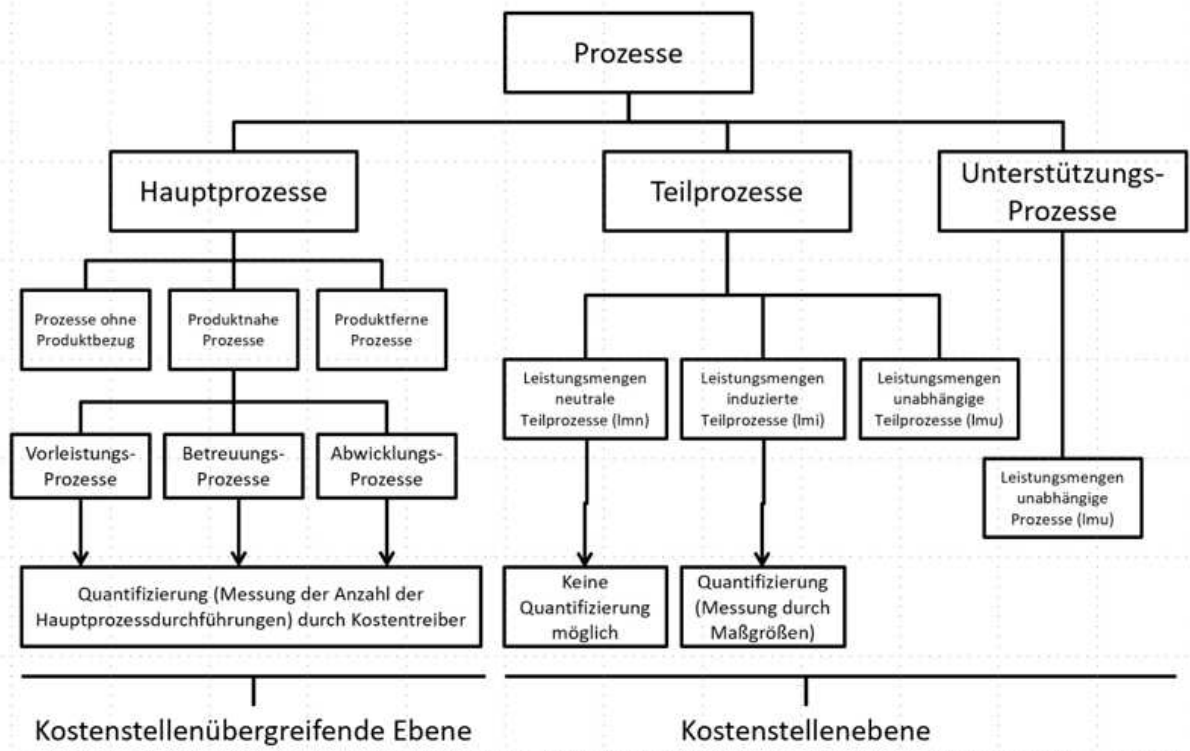 Prozesse
Hauptprozesse
Teilprozesse
Unterstützungs-
Prozesse
Prozesse ohne
Produktbezug
Produktnahe
Prozesse
Produktferne
Prozesse
Leistungsmengen
neutrale
Teilprozesse (lmn)
Leistungsmengen
induzierte
Teilprozesse (lmi)
Leistungsmengen
unabhängige
Teilprozesse (lmu)
Vorleistungs-
Prozesse
Betreuungs-
Prozesse
Abwicklungs-
Prozesse
Leistungsmengen
unabhängige
Prozesse (lmu)
Quantifizierung (Messung der Anzahl der
Hauptprozessdurchführungen) durch Kostentreiber
Keine
Quantifizierung
möglich
Quantifizierung
(Messung durch
Maßgrößen)
Kostenstellenübergreifende Ebene
Kostenstellenebene